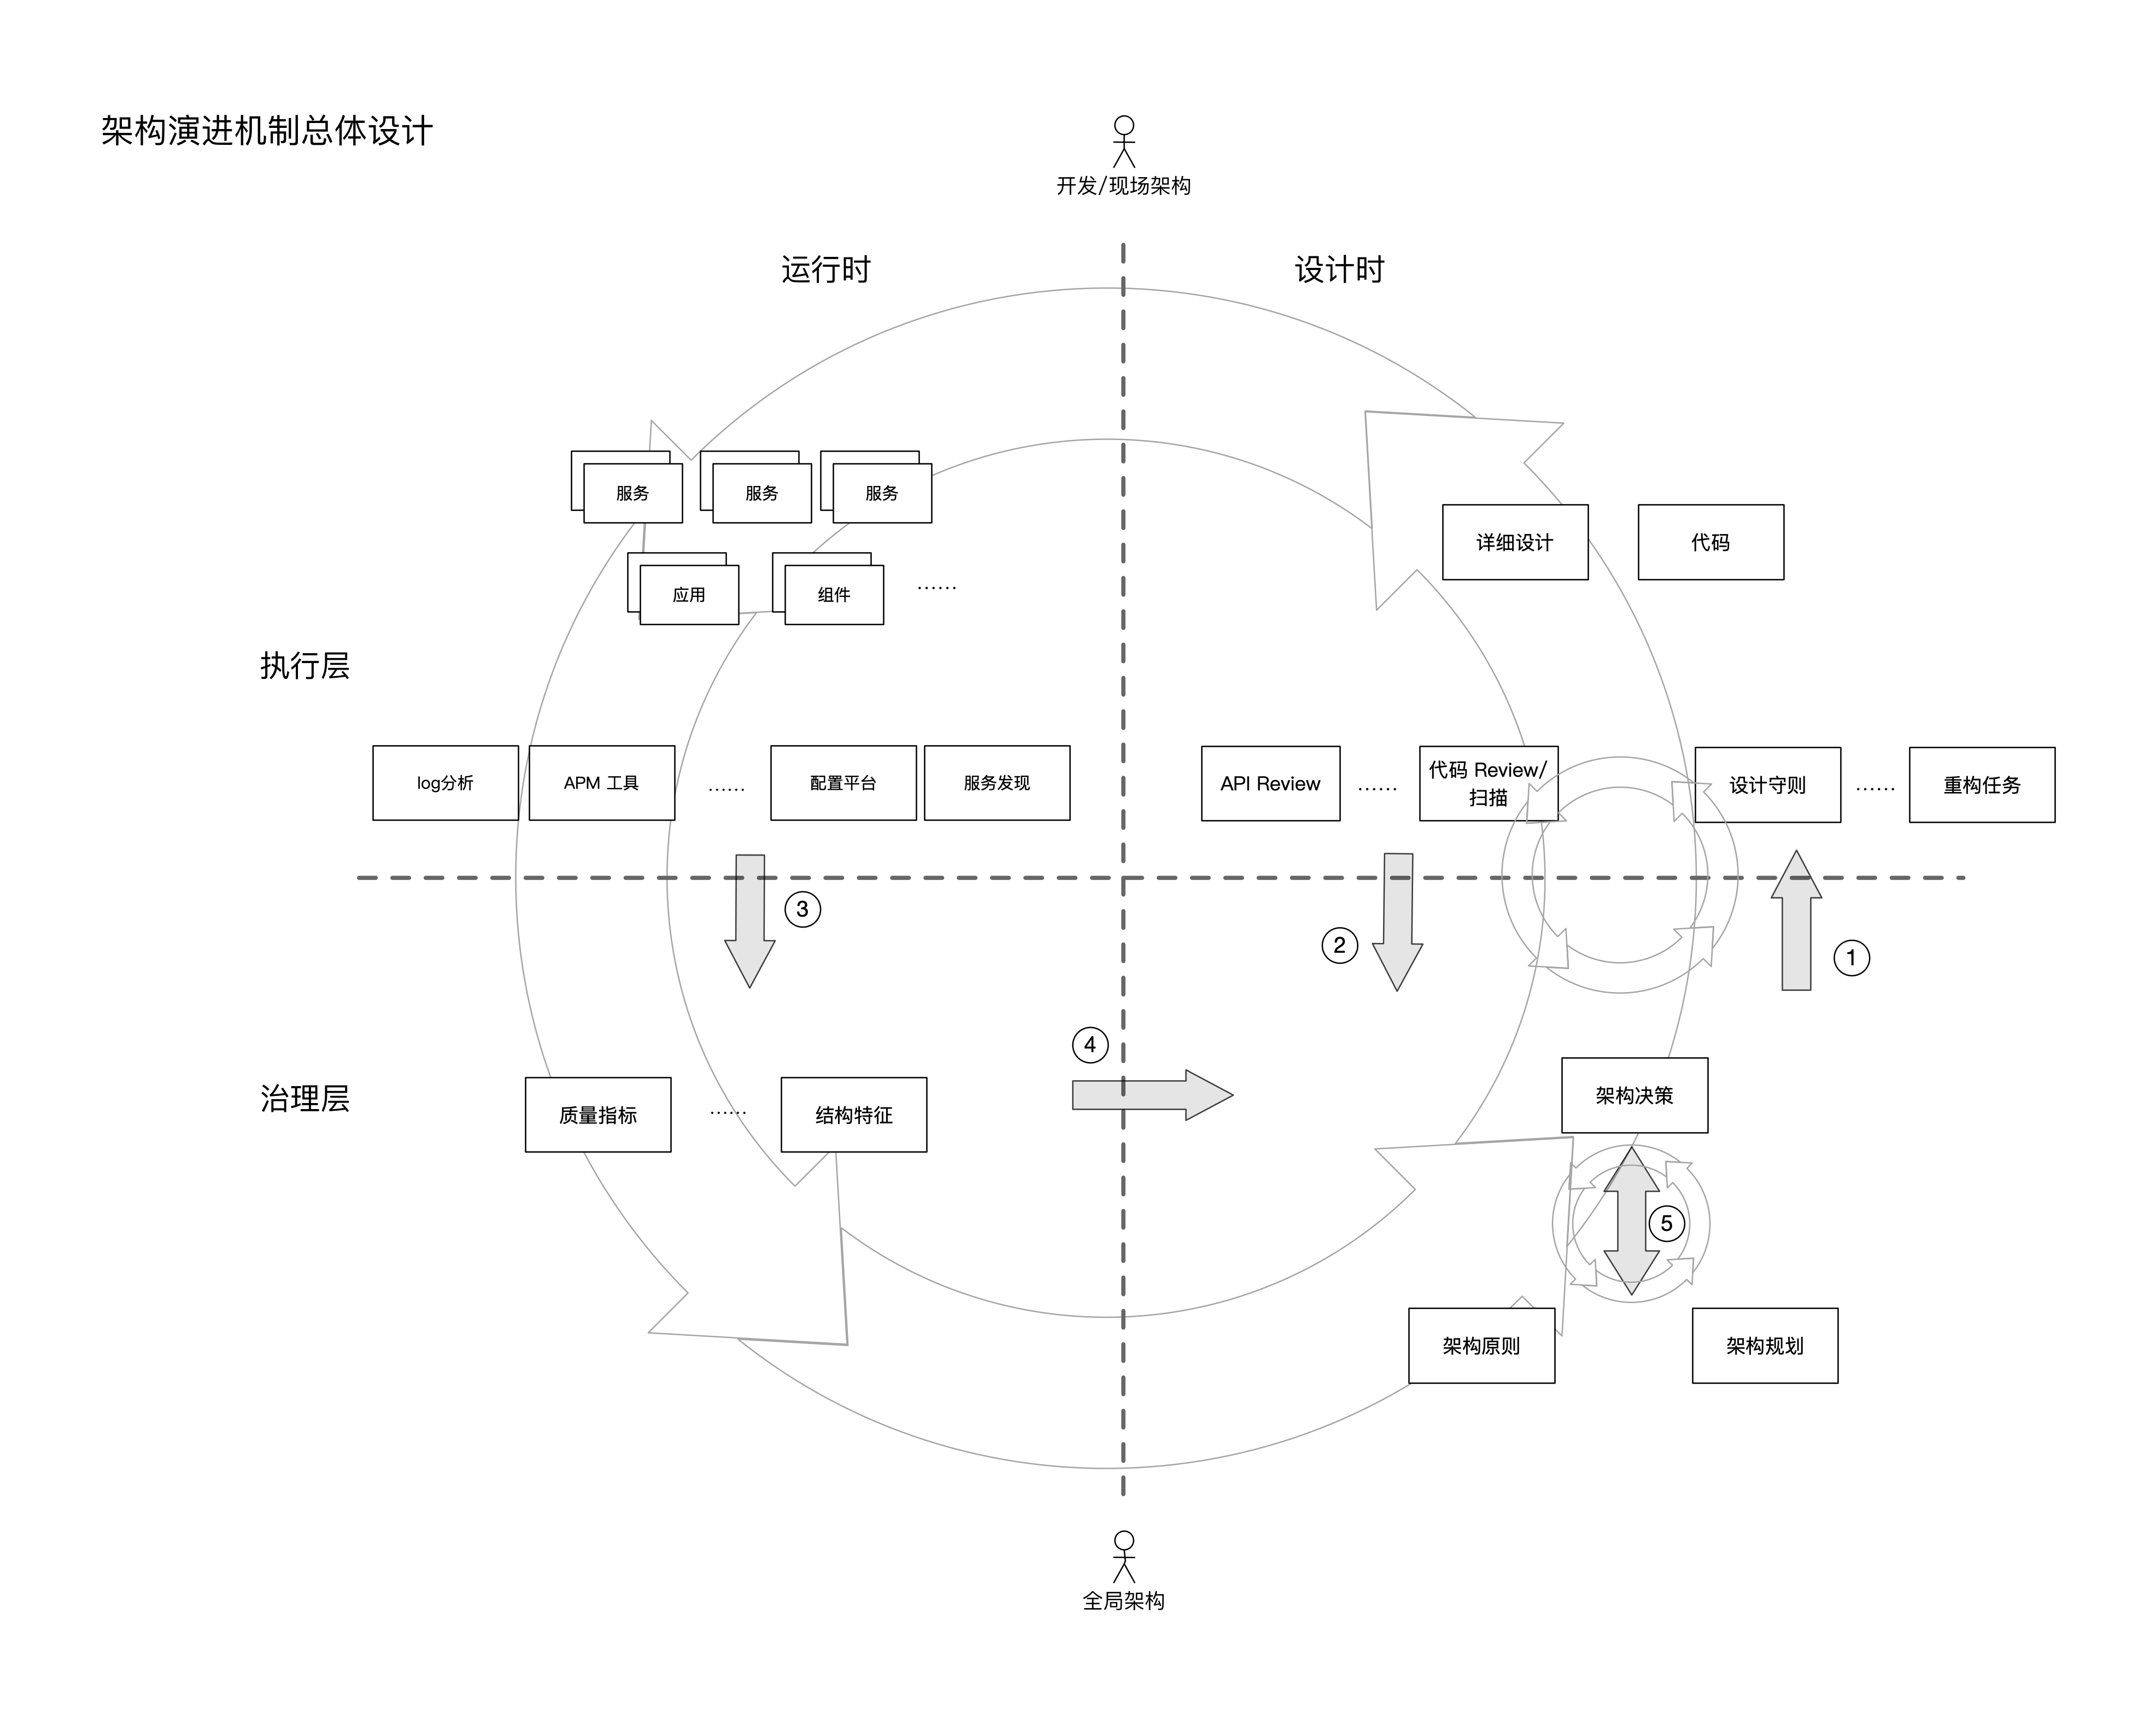 架构演进机制总体设计
开发/现场架构
运行时
设计时
服务
服务
服务
详细设计
代码
应用
组件
……
执行层
log分析
APM 工具
……
配置平台
服务发现
API Review
……
代码 Review/
扫描
设计守则
……
重构任务
3
2
1
4
治理层
质量指标
……
结构特征
架构决策
5
架构原则
架构规划
全局架构